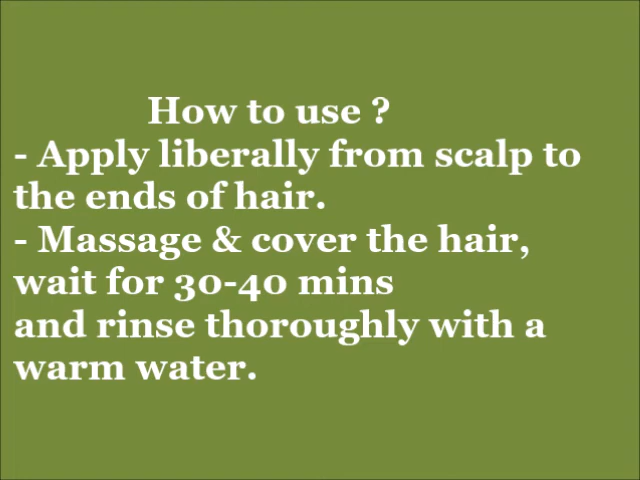 How to use ?
- Apply liberally from scalp to
the ends of hair.
- Massage & cover the hair,
wait for 30-40 mins
and rinse thoroughly with a
warm water.